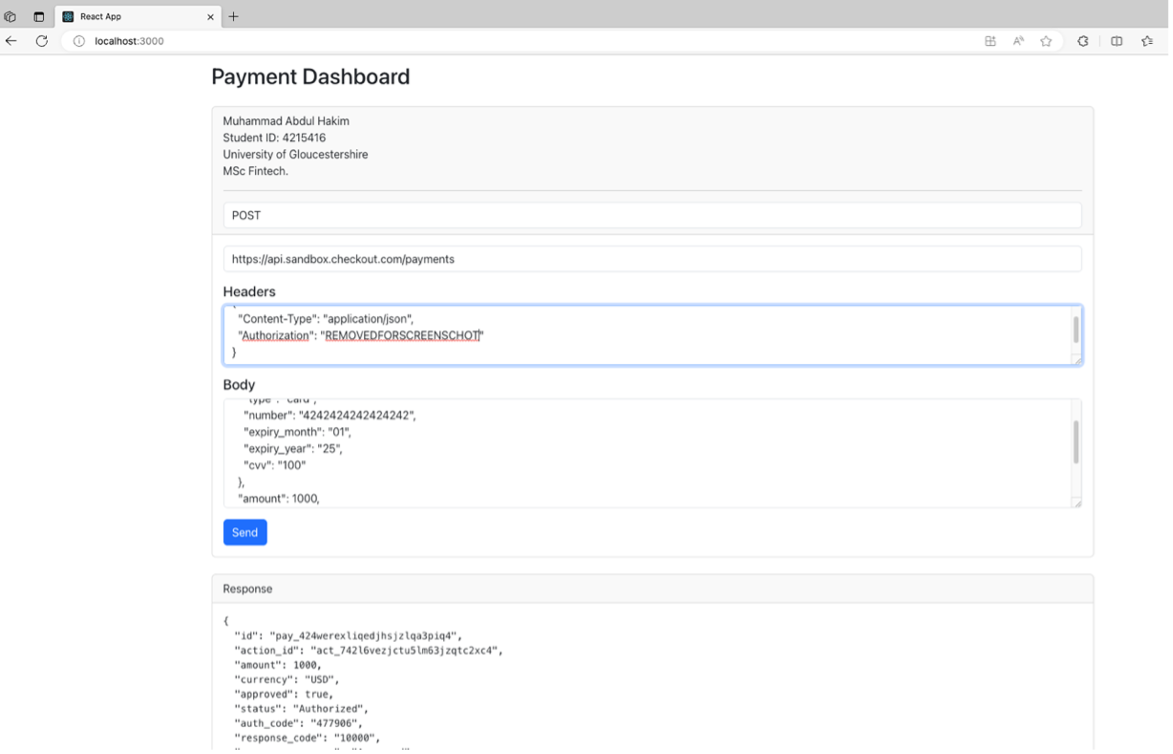 React App
localhost:3000
Payment Dashboard
Muhammad Abdul Hakim
Student ID: 4215416
University of Gloucestershire
MSc Fintech.
POST
https://api.sandbox.checkout.com/payments
Headers
"Content-Type": "application/json",
"Authorization": "REMOVEDFORSCREENSCHOT"
}
Body
"type": "card",
"number": "4242424242424242",
"expiry_month": "01",
"expiry_year": "25",
"cvv": "100"
},
"amount": 1000,
Send
Response
{
"id": "pay_424werexliqedjhsjzlqa3piq4",
"action_id": "act_742l6vezjctu5lm63jzqtc2xc4",
"amount": 1000,
"currency": "USD",
"approved": true,
"status": "Authorized",
"auth_code": "477906",
"response_code": "10000",